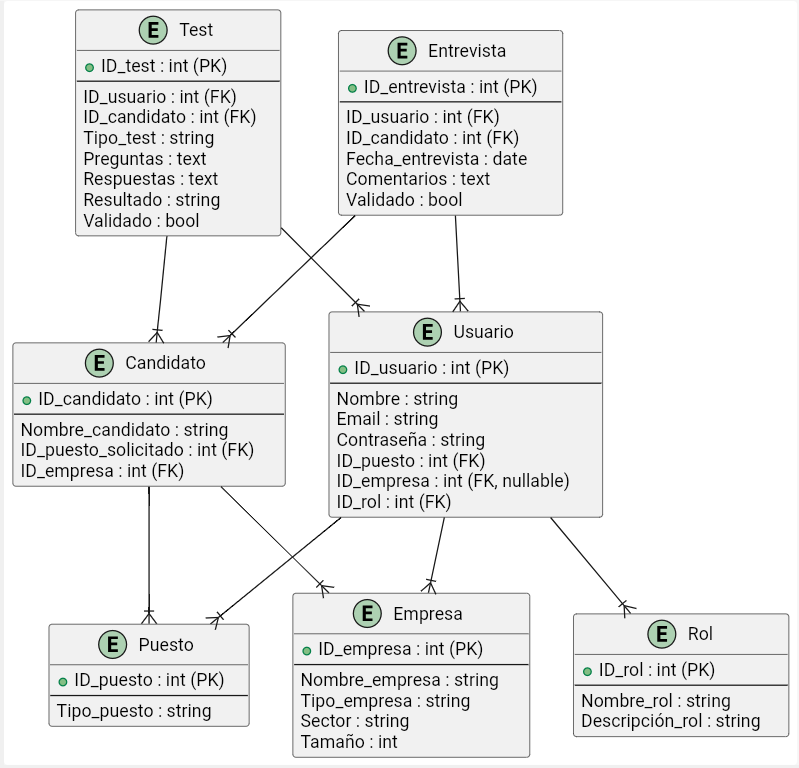 E Test
ID_test : int (PK)
ID_usuario : int (FK)
ID_candidato : int (FK)
Tipo_test : string
Preguntas : text
Respuestas : text
Resultado : string
Validado : bool
E Entrevista
ID_entrevista : int (PK)
ID_usuario : int (FK)
ID_candidato : int (FK)
Fecha_entrevista : date
Comentarios : text
Validado : bool
E Candidato
ID_candidato : int (PK)
Nombre_candidato : string
ID_puesto_solicitado : int (FK)
ID_empresa : int (FK)
E Usuario
ID_usuario : int (PK)
Nombre : string
Email : string
Contraseña : string
ID_puesto : int (FK)
ID_empresa : int (FK, nullable)
ID_rol : int (FK)
E Puesto
ID_puesto : int (PK)
Tipo_puesto : string
E Empresa
ID_empresa : int (PK)
Nombre_empresa : string
Tipo_empresa : string
Sector : string
Tamaño : int
E Rol
ID_rol : int (PK)
Nombre_rol : string
Descripción_rol : string